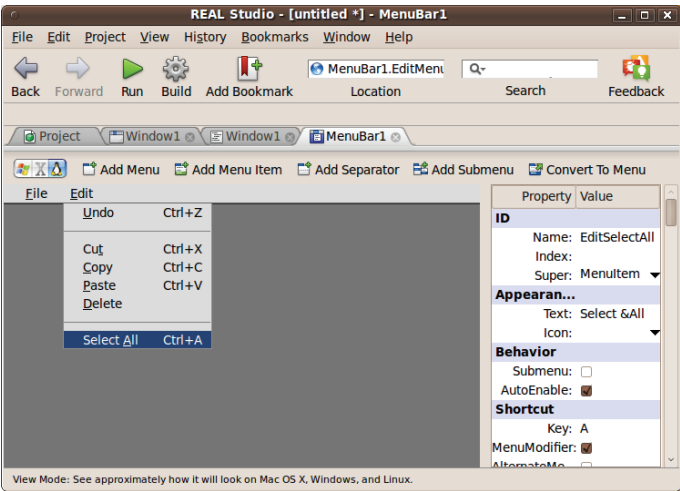 REAL Studio - [untitled *] - MenuBar1
File Edit Project View History Bookmarks Window Help
MenuBar1.EditMenu
Back Forward Run Build Add Bookmark Location Search Feedback
Project Window1 Window1 MenuBar1
X Add Menu Add Menu Item Add Separator Add Submenu Convert To Menu
File Edit
Undo Ctrl+Z
Cut Ctrl+X
Copy Ctrl+C
Paste Ctrl+V
Delete
Select All Ctrl+A
Property Value
ID
Name: EditSelectAll
Index:
Super: MenuItem
Appearan...
Text: Select &All
Icon:
Behavior
Submenu:
AutoEnable:
Shortcut
Key: A
MenuModifier:
AlternateMe...
View Mode: See approximately how it will look on Mac OS X, Windows, and Linux.